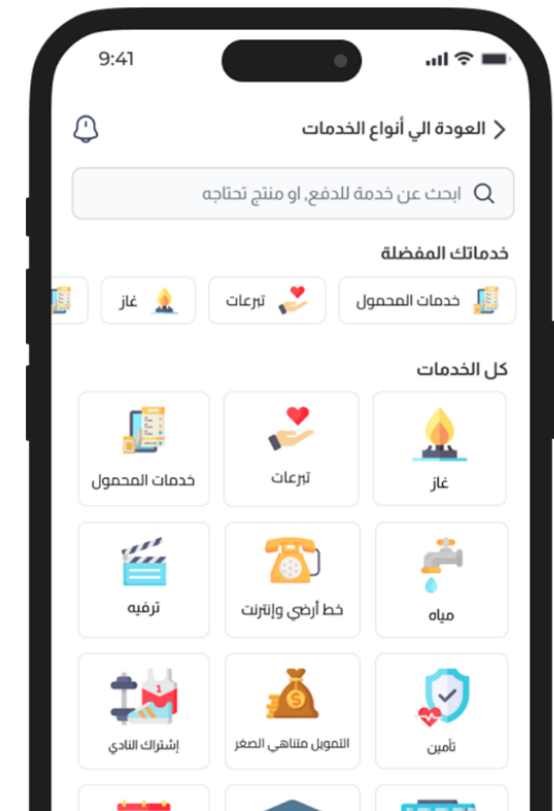 9:41
العودة الي أنواع الخدمات
ابحث عن خدمة للدفع, او منتج تحتاجه
خدماتك المفضلة
خدمات المحمول
تبرعات
غاز
كل الخدمات
غاز
تبرعات
خدمات المحمول
مياه
خط أرضي وإنترنت
ترفيه
تأمين
التمويل متناهي الصغر
إشتراك النادي